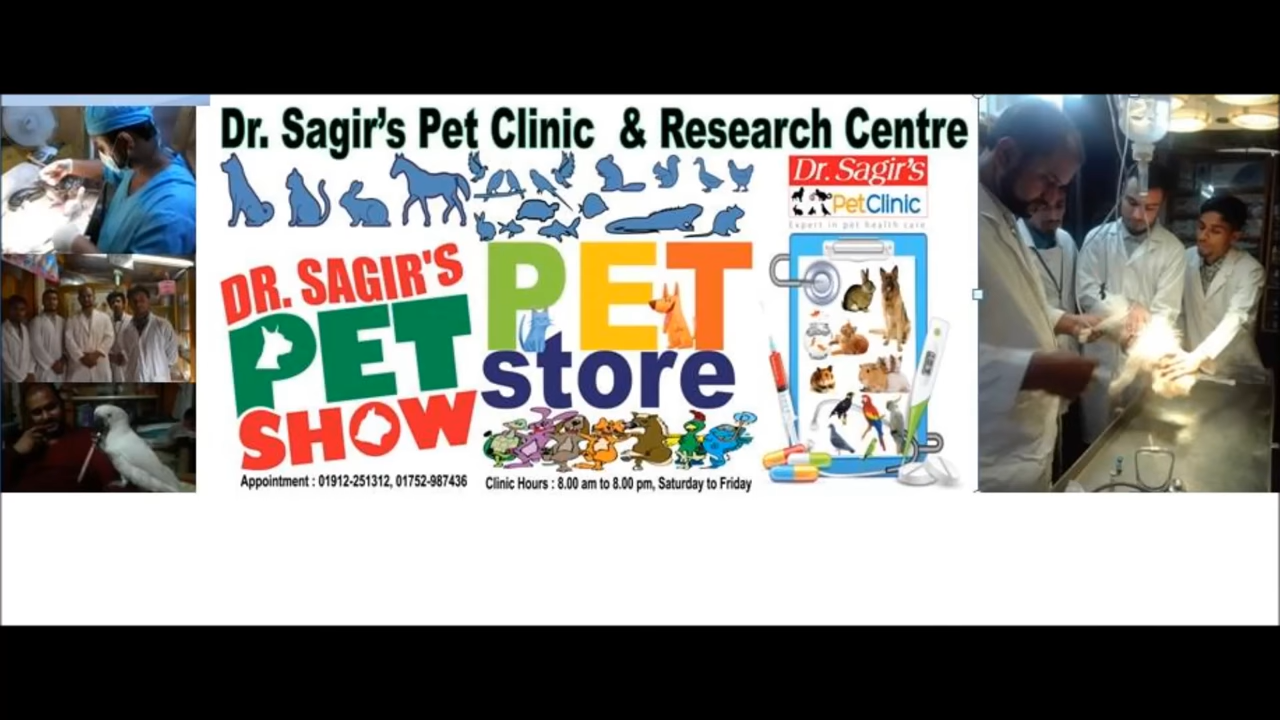 Dr. Sagir's Pet Clinic & Research Centre
Dr. Sagir's
PetClinic
Expert in pet health care
DR. SAGIR'S
PET
SHOW
PET
store
Appointment : 01912-251312, 01752-987436
Clinic Hours : 8.00 am to 8.00 pm, Saturday to Friday